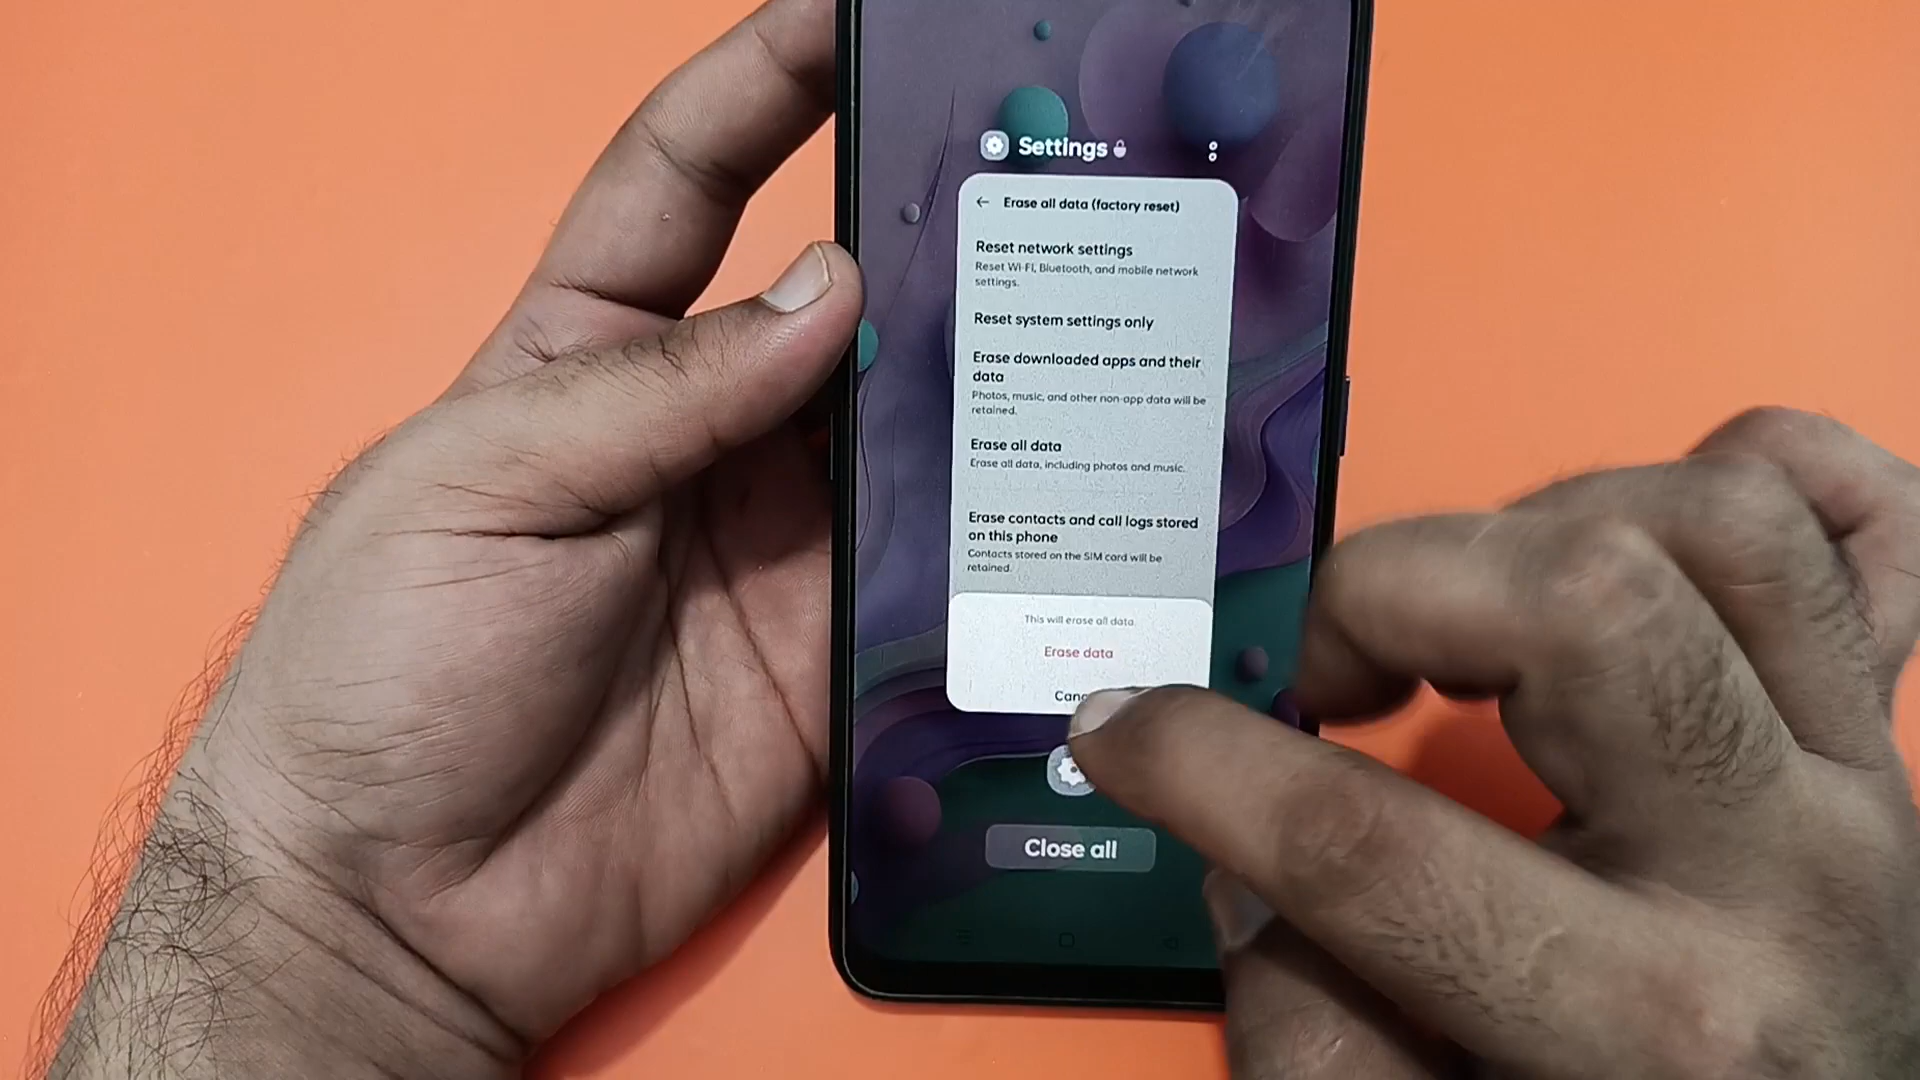 Settings
Erase all data (factory reset)
Reset network settings
Reset Wi-Fi, Bluetooth, and mobile network
settings.
Reset system settings only
Erase downloaded apps and their
data
Photos, music, and other non-app data will be
retained.
Erase all data
Erase all data, including photos and music.
Erase contacts and call logs stored
on this phone
Contacts stored on the SIM card will be
retained.
This will erase all data.
Erase data
Close all